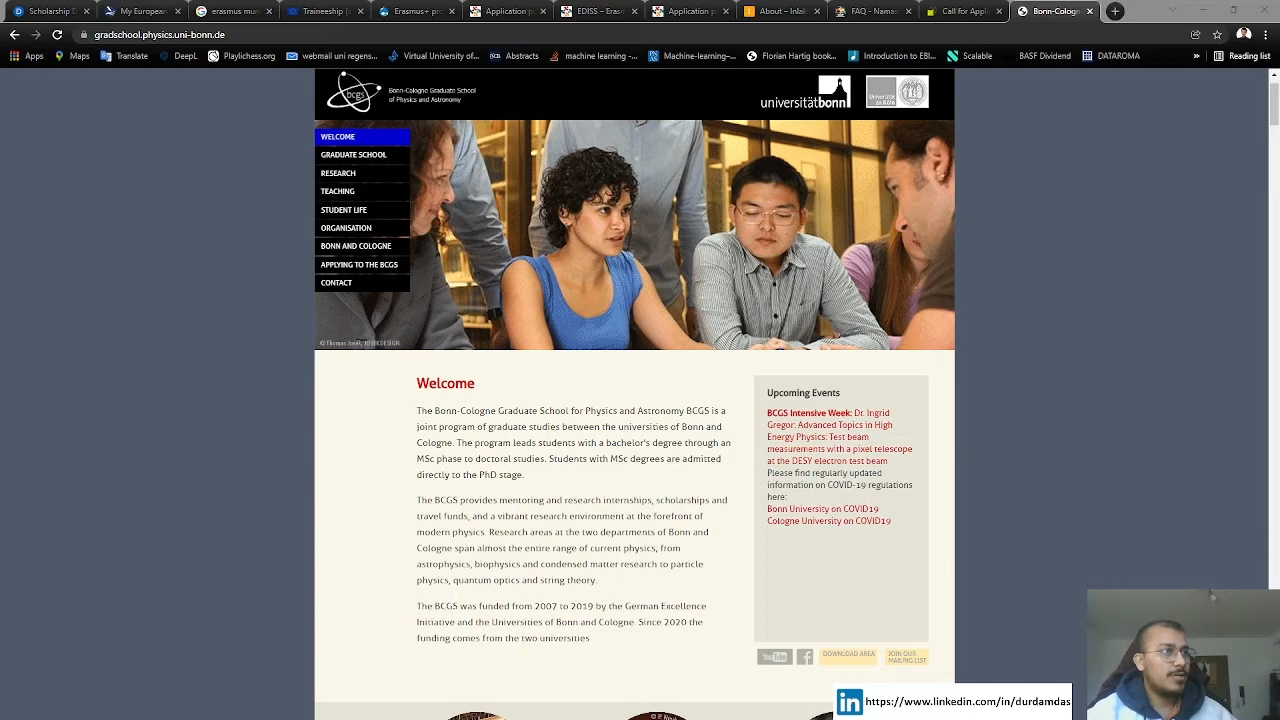 Scholarship D
My European
erasmus mun
Bonn-Colo
Application
EDISS – Erasm
Application
About – Inlak
FAQ – Namas
Call for Applic
Bonn-Cologne
gradschool.physics.uni-bonn.de
Apps
Maps
Translate
DeepL
Playlichess.org
webmail uni regens...
Virtual University of...
Abstracts
machine learning -...
Machine-learning-...
Florian Hartig book...
Introduction to EBI...
Scalable
BASF Dividend
DATAROMA
»
Reading list
bcgs
Bonn-Cologne Graduate School
of Physics and Astronomy
universitätbonn
Universität
zu Köln
WELCOME
GRADUATE SCHOOL
RESEARCH
TEACHING
STUDENT LIFE
ORGANISATION
BONN AND COLOGNE
APPLYING TO THE BCGS
CONTACT
© Thomas Josek, JOSEKDESIGN
Welcome
The Bonn-Cologne Graduate School for Physics and Astronomy BCGS is a
joint program of graduate studies between the universities of Bonn and
Cologne. The program leads students with a bachelor's degree through an
MSc phase to doctoral studies. Students with MSc degrees are admitted
directly to the PhD stage.
The BCGS provides mentoring and research internships, scholarships and
travel funds, and a vibrant research environment at the forefront of
modern physics. Research areas at the two departments of Bonn and
Cologne span almost the entire range of current physics, from
astrophysics, biophysics and condensed matter research to particle
physics, quantum optics and string theory.
The BCGS was funded from 2007 to 2019 by the German Excellence
Initiative and the Universities of Bonn and Cologne. Since 2020 the
funding comes from the two universities
Upcoming Events
BCGS Intensive Week: Dr. Ingrid
Gregor: Advanced Topics in High
Energy Physics: Test beam
measurements with a pixel telescope
at the DESY electron test beam
Please find regularly updated
information on COVID-19 regulations
here:
Bonn University on COVID19
Cologne University on COVID19
YouTube
f
DOWNLOAD AREA
JOIN OUR
MAILING LIST
in
https://www.linkedin.com/in/durdamdas